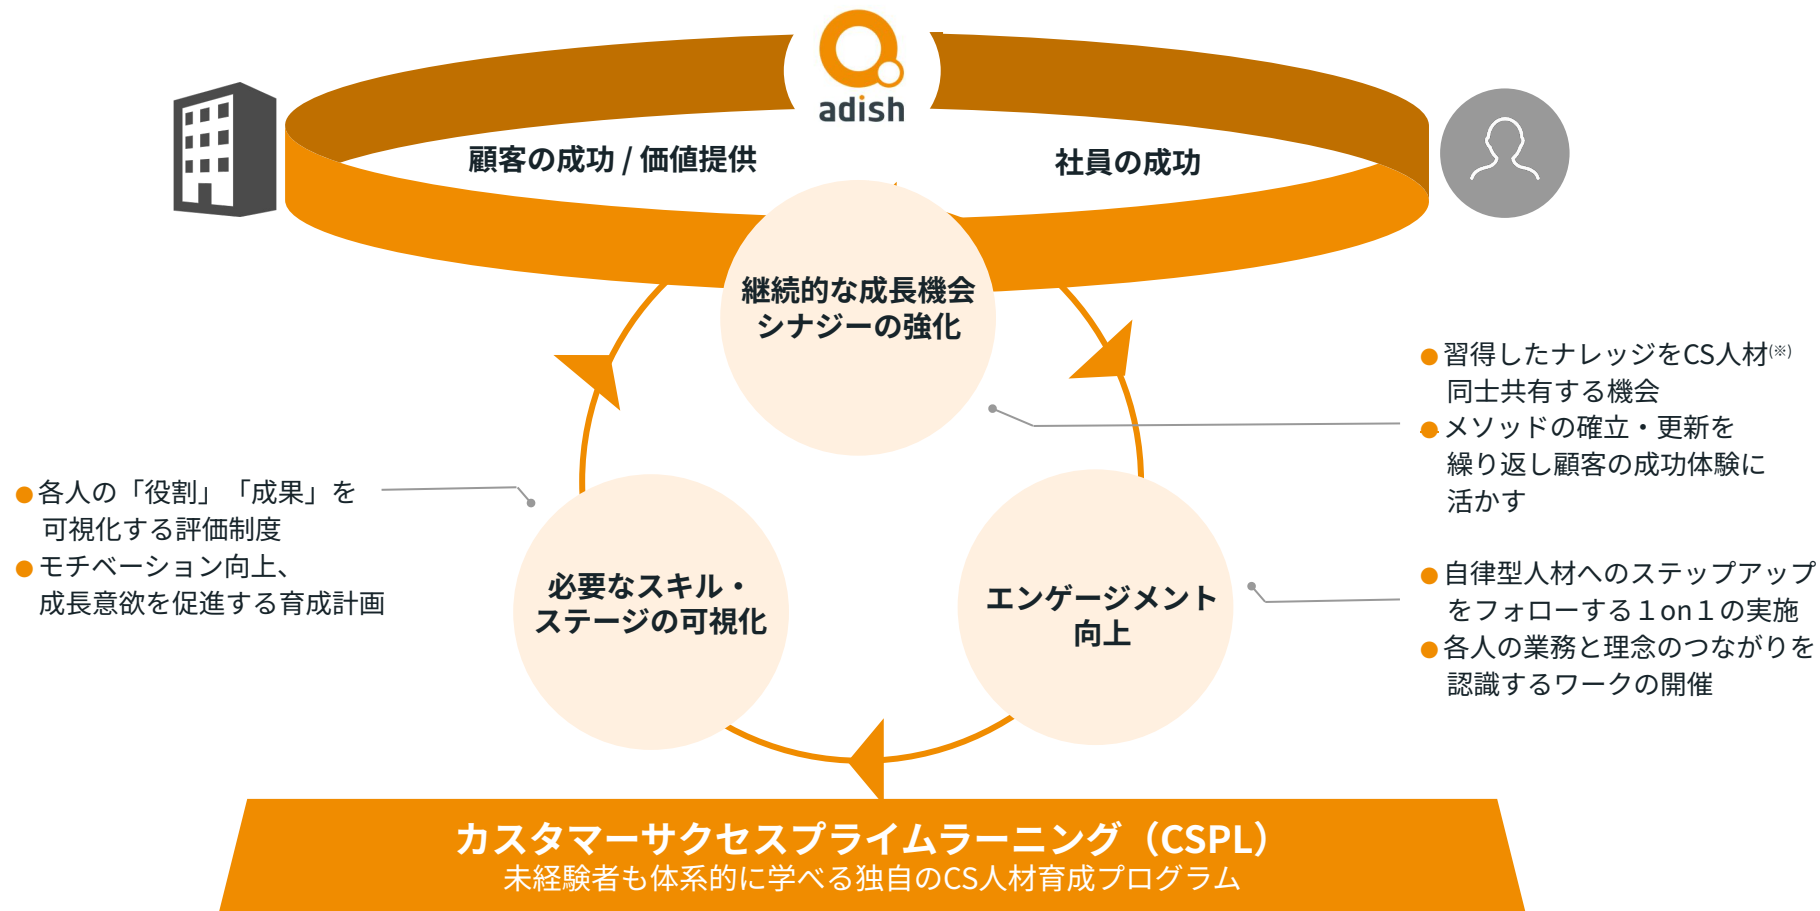 adish
顧客の成功 / 価値提供
社員の成功
継続的な成長機会
シナジーの強化
●習得したナレッジをCS人材(※)
同士共有する機会
●メソッドの確立・更新を
繰り返し顧客の成功体験に
活かす
●各人の「役割」「成果」を
可視化する評価制度
●モチベーション向上、
成長意欲を促進する育成計画
必要なスキル・
ステージの可視化
エンゲージメント
向上
●自律型人材へのステップアップ
をフォローする１on１の実施
●各人の業務と理念のつながりを
認識するワークの開催
カスタマーサクセスプライムラーニング（CSPL）
未経験者も体系的に学べる独自のCS人材育成プログラム